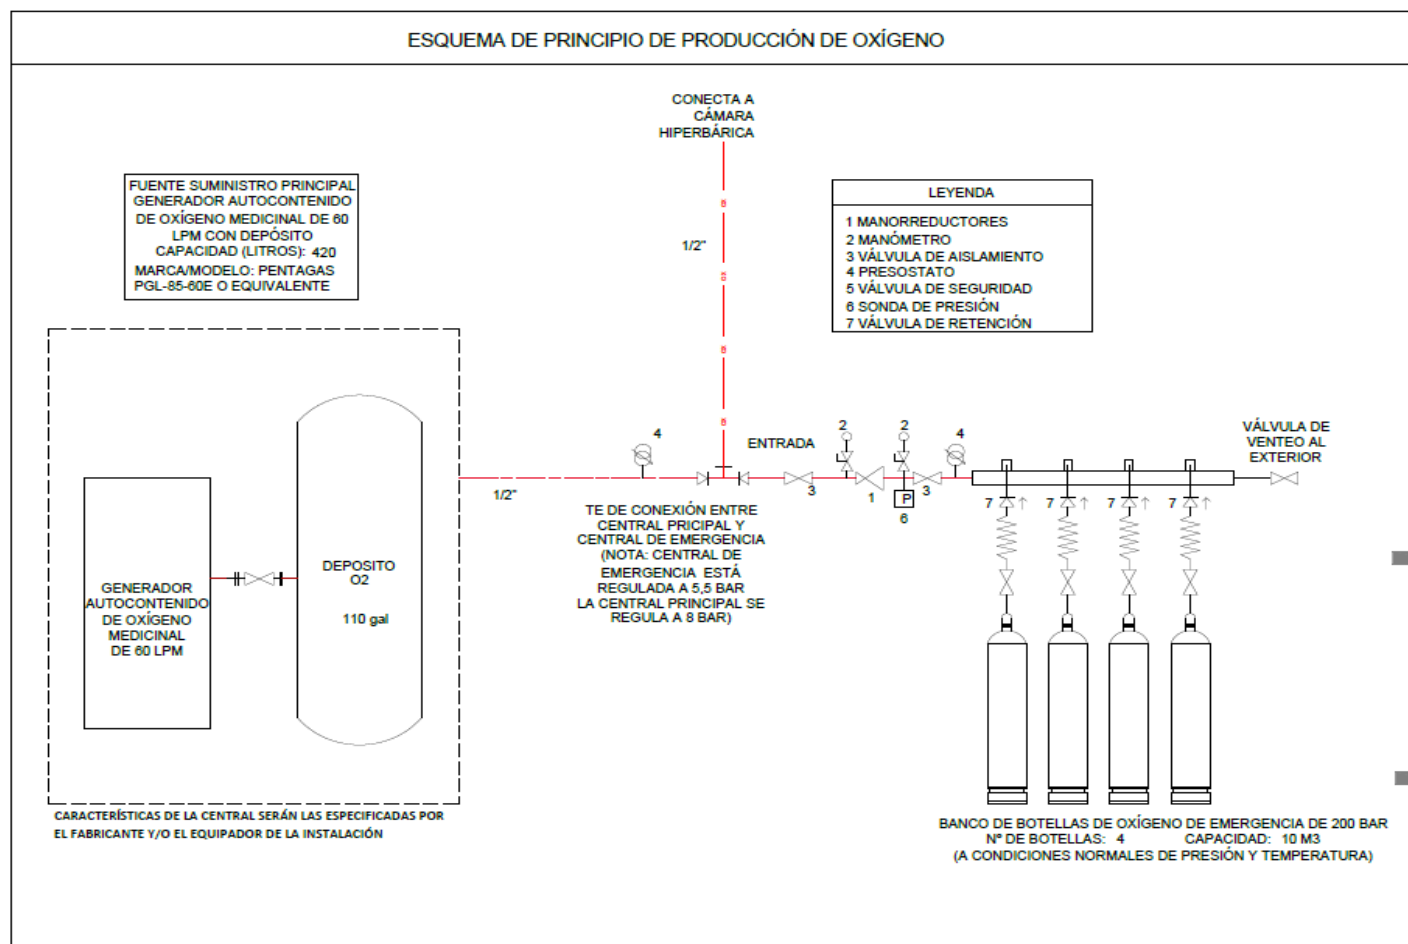 ESQUEMA DE PRINCIPIO DE PRODUCCIÓN DE OXÍGENO
CONECTA A
CÁMARA
HIPERBÁRICA
FUENTE SUMINISTRO PRINCIPAL
GENERADOR AUTOCONTENIDO
DE OXÍGENO MEDICINAL DE 60
LPM CON DEPÓSITO
CAPACIDAD (LITROS): 420
MARCA/MODELO: PENTAGAS
PGL-85-60E O EQUIVALENTE
1/2"
LEYENDA
1 MANORREDUCTORES
2 MANÓMETRO
3 VÁLVULA DE AISLAMIENTO
4 PRESOSTATO
5 VÁLVULA DE SEGURIDAD
6 SONDA DE PRESIÓN
7 VÁLVULA DE RETENCIÓN
4
ENTRADA
2
2
4
VÁLVULA DE
VENTEO AL
EXTERIOR
1/2"
3
1
P
6
3
7
7
7
7
TE DE CONEXIÓN ENTRE
CENTRAL PRICIPAL Y
CENTRAL DE EMERGENCIA
(NOTA: CENTRAL DE
EMERGENCIA ESTÁ
REGULADA A 5,5 BAR
LA CENTRAL PRINCIPAL SE
REGULA A 8 BAR)
GENERADOR
AUTOCONTENIDO
DE OXÍGENO
MEDICINAL
DE 60 LPM
DEPOSITO
O2
110 gal
CARACTERÍSTICAS DE LA CENTRAL SERÁN LAS ESPECIFICADAS POR
EL FABRICANTE Y/O EL EQUIPADOR DE LA INSTALACIÓN
BANCO DE BOTELLAS DE OXÍGENO DE EMERGENCIA DE 200 BAR
Nº DE BOTELLAS: 4 CAPACIDAD: 10 M3
(A CONDICIONES NORMALES DE PRESIÓN Y TEMPERATURA)